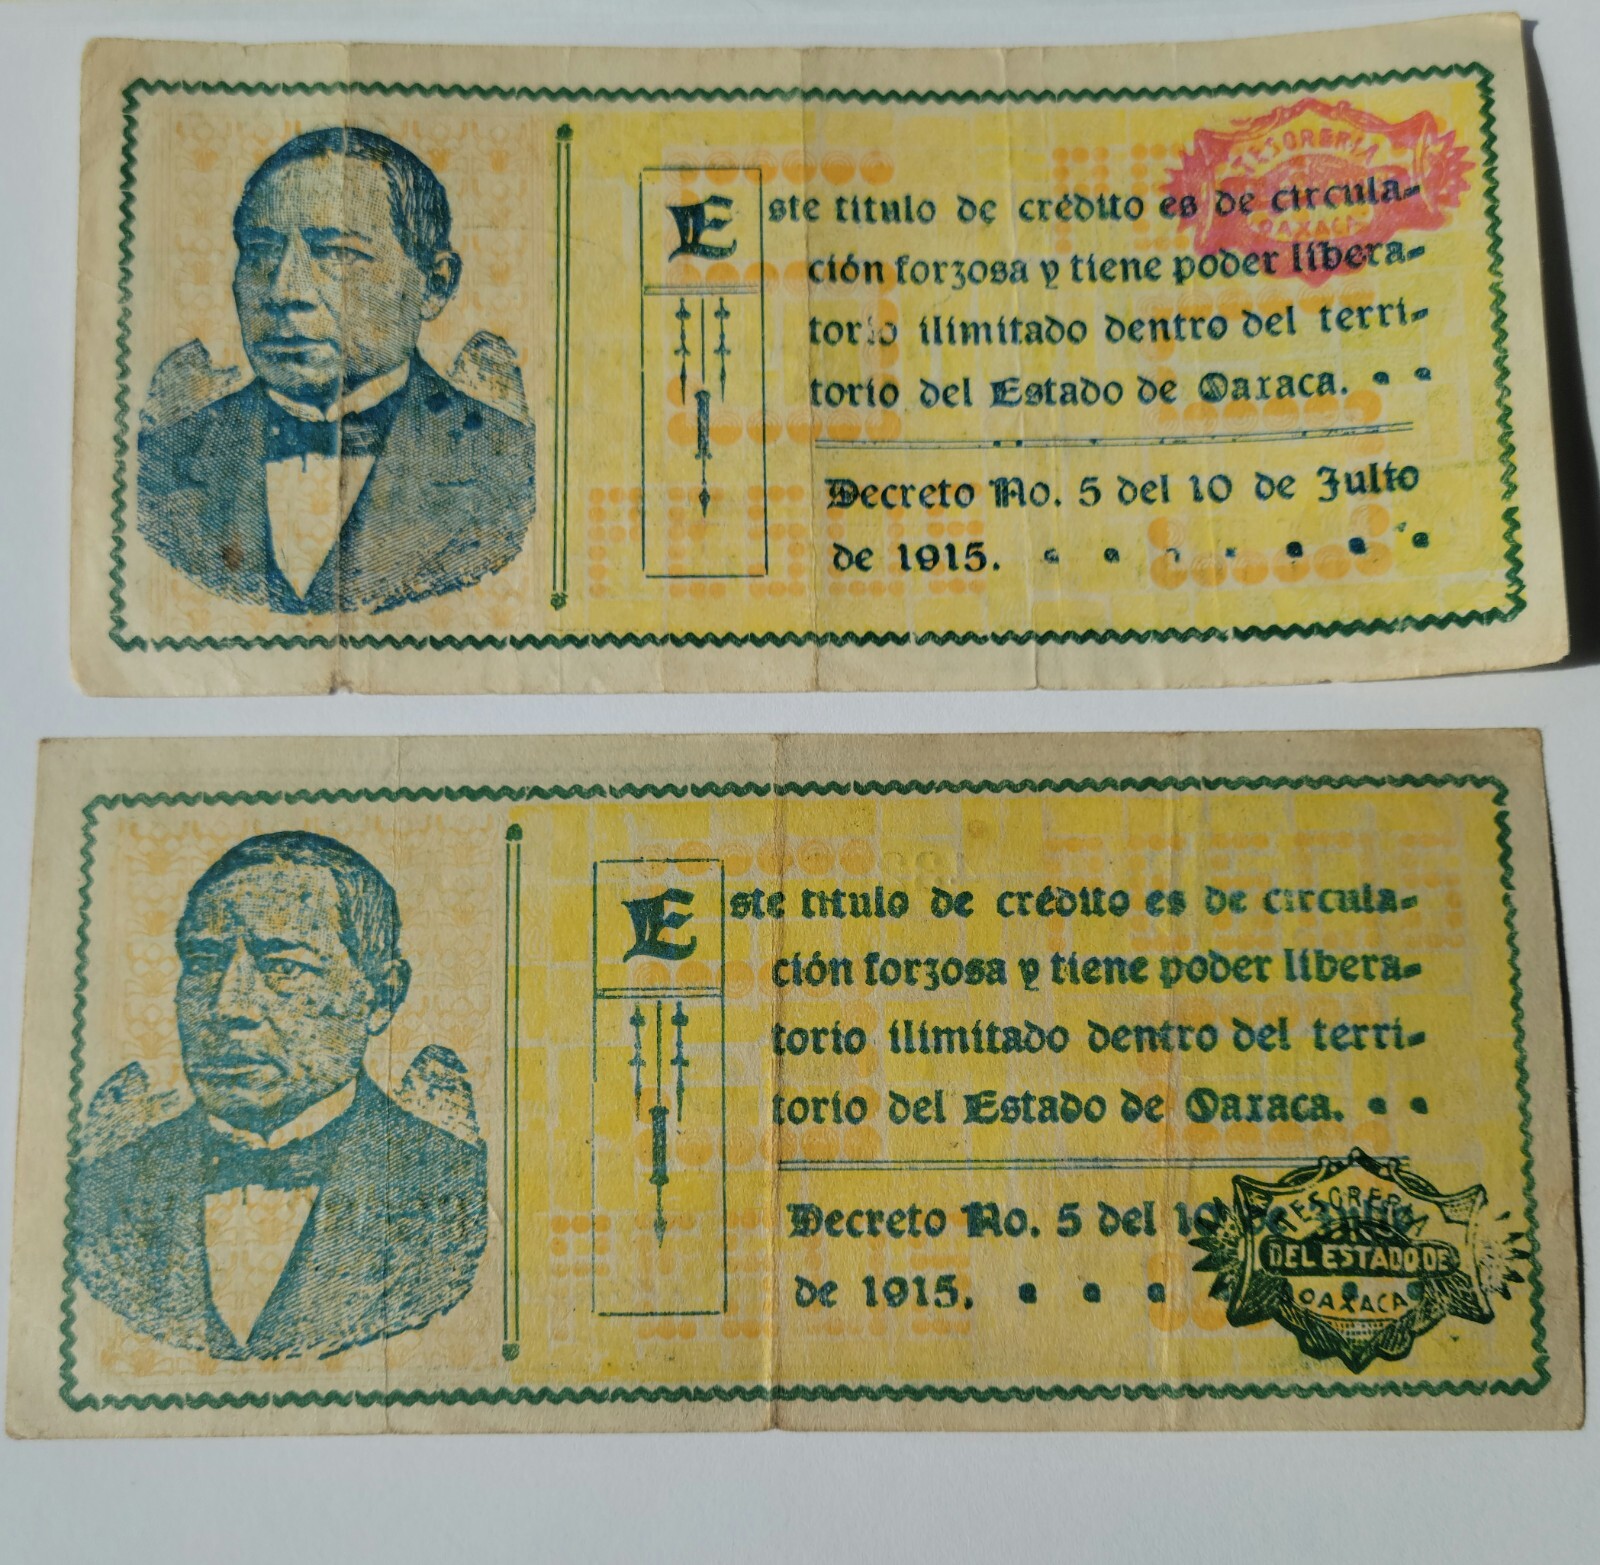 TESORERIA
OAXACA
Este titulo de crédito es de circula-
ción forzosa y tiene poder libera-
torio ilimitado dentro del terri-
torio del Estado de Oaxaca.
Decreto No. 5 del 10 de Julio
de 1915.
Este titulo de crédito es de circula-
ción forzosa y tiene poder libera-
torio ilimitado dentro del terri-
torio del Estado de Oaxaca.
Decreto No. 5 del 10 de Julio
de 1915.
TESORERIA
DEL ESTADO DE
OAXACA